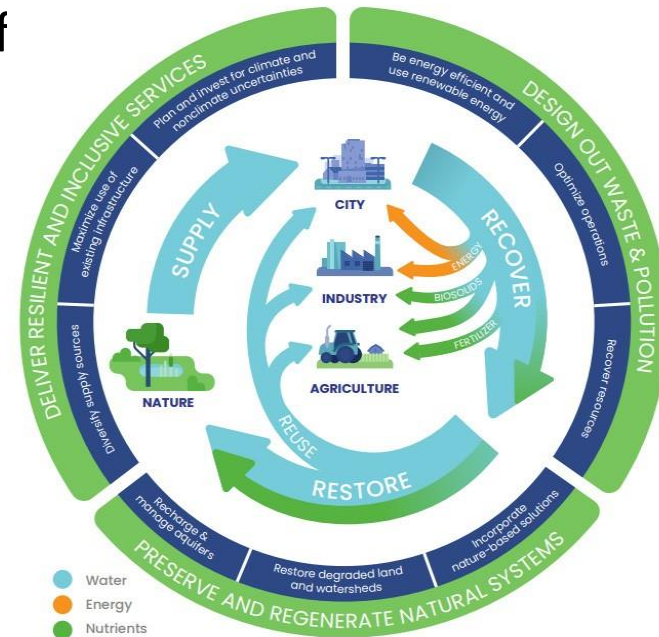 f
DELIVER RESILIENT AND INCLUSIVE SERVICES
Plan and invest for climate and
nonclimate uncertainties
Maximize use of
existing infrastructure
Diversify supply sources
DESIGN OUT WASTE & POLLUTION
Be energy efficient and
use renewable energy
Optimize operations
Recover resources
PRESERVE AND REGENERATE NATURAL SYSTEMS
Incorporate
nature-based solutions
Restore degraded land
and watersheds
Recharge &
manage aquifers
SUPPLY
CITY
RECOVER
ENERGY
INDUSTRY
BIOSOLIDS
FERTILIZER
AGRICULTURE
NATURE
REUSE
RESTORE
Water
Energy
Nutrients